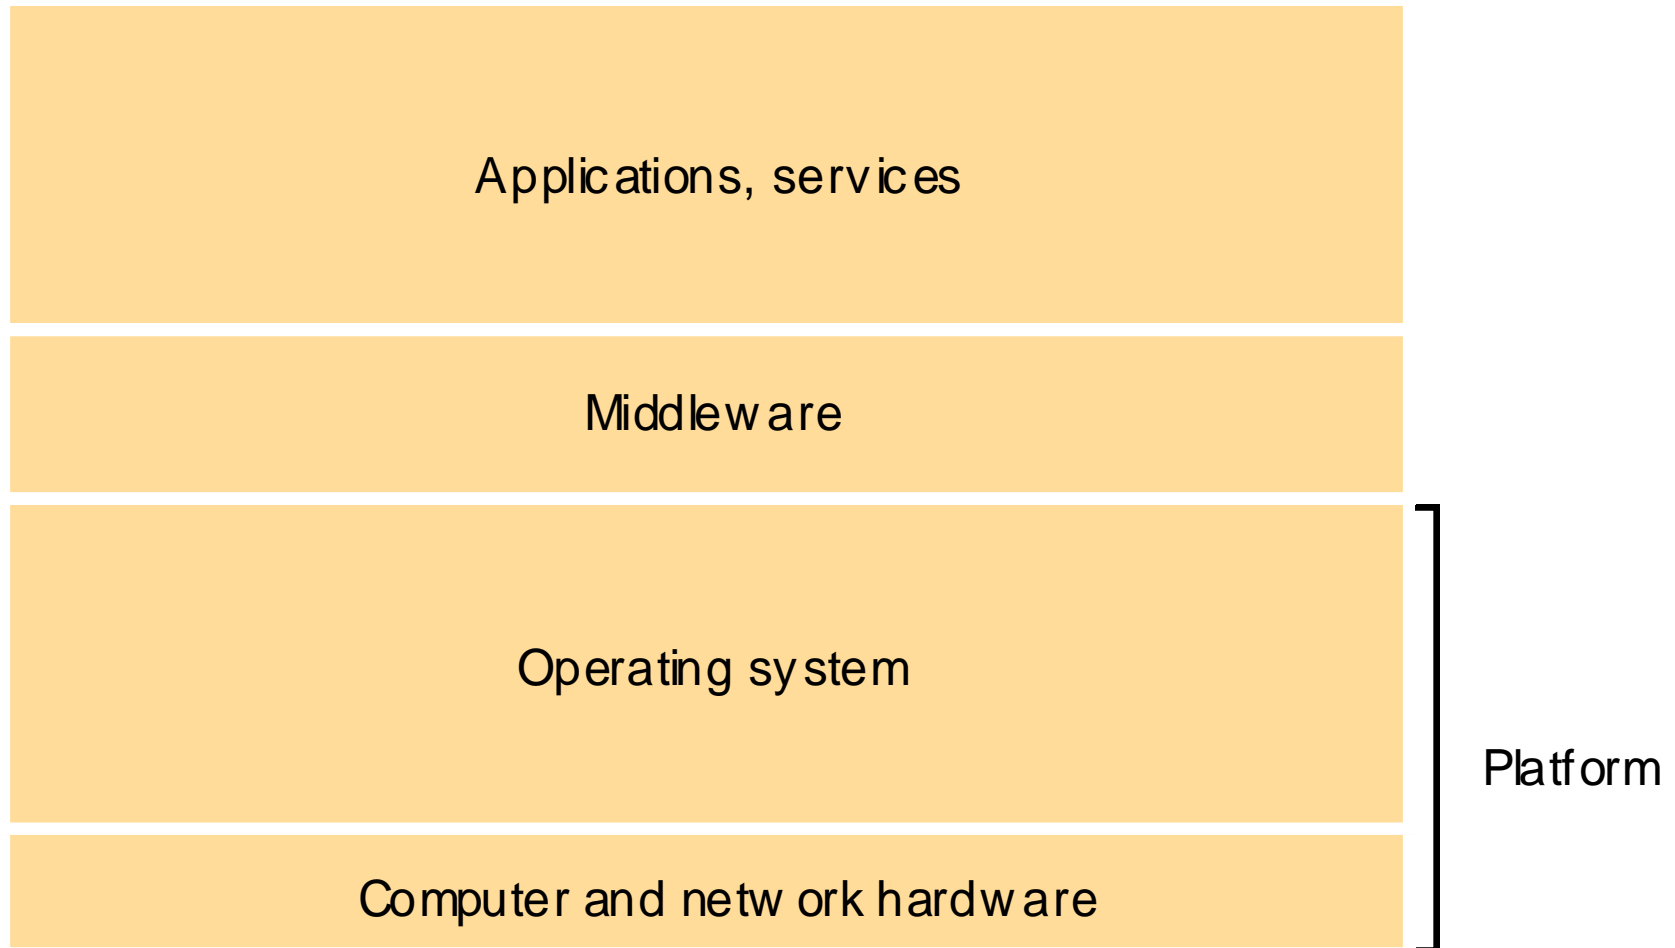 Applications, services
Middleware
Operating system
Platform
Computer and network hardware